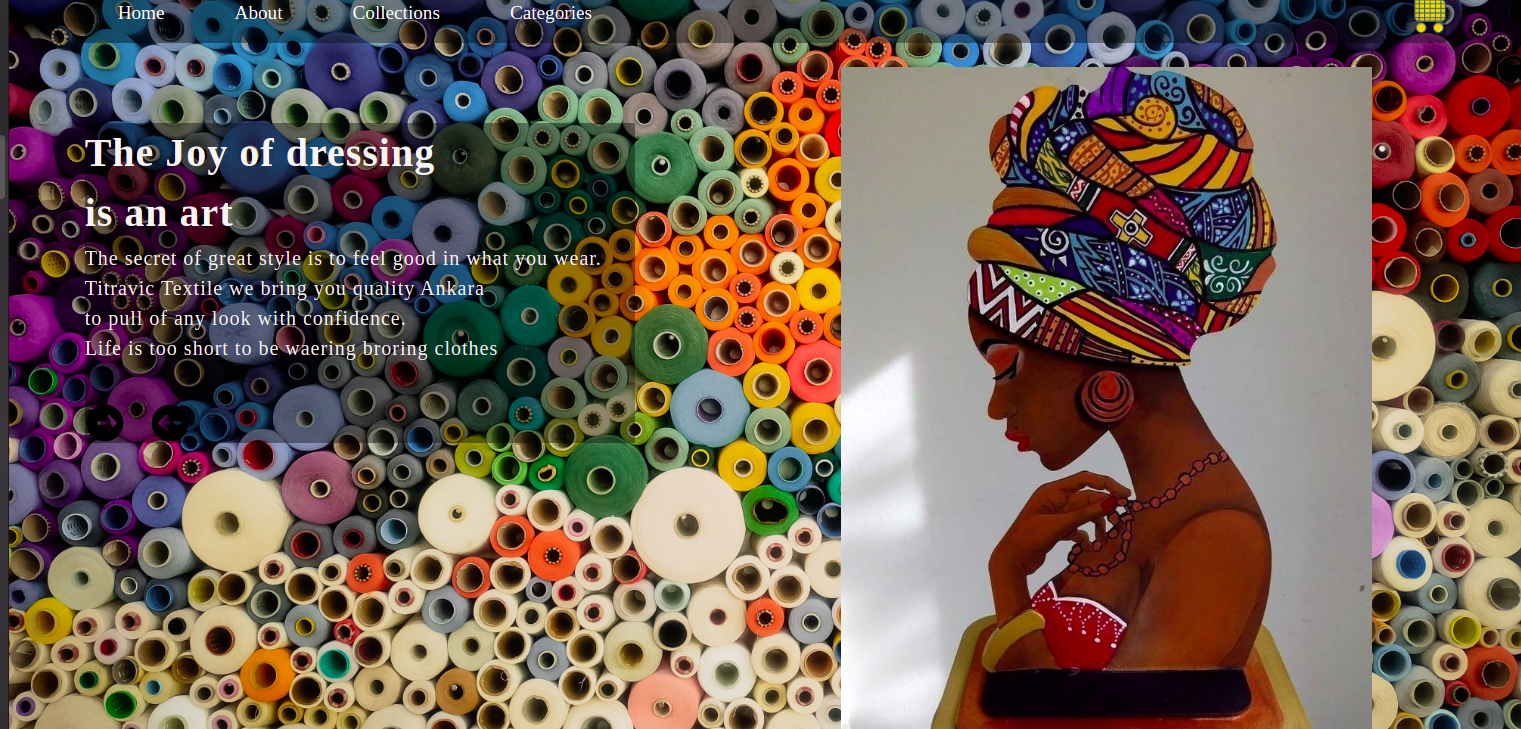 Home About Collections Categories
The Joy of dressing
is an art
The secret of great style is to feel good in what you wear.
Titravic Textile we bring you quality Ankara
to pull of any look with confidence.
Life is too short to be waering broring clothes